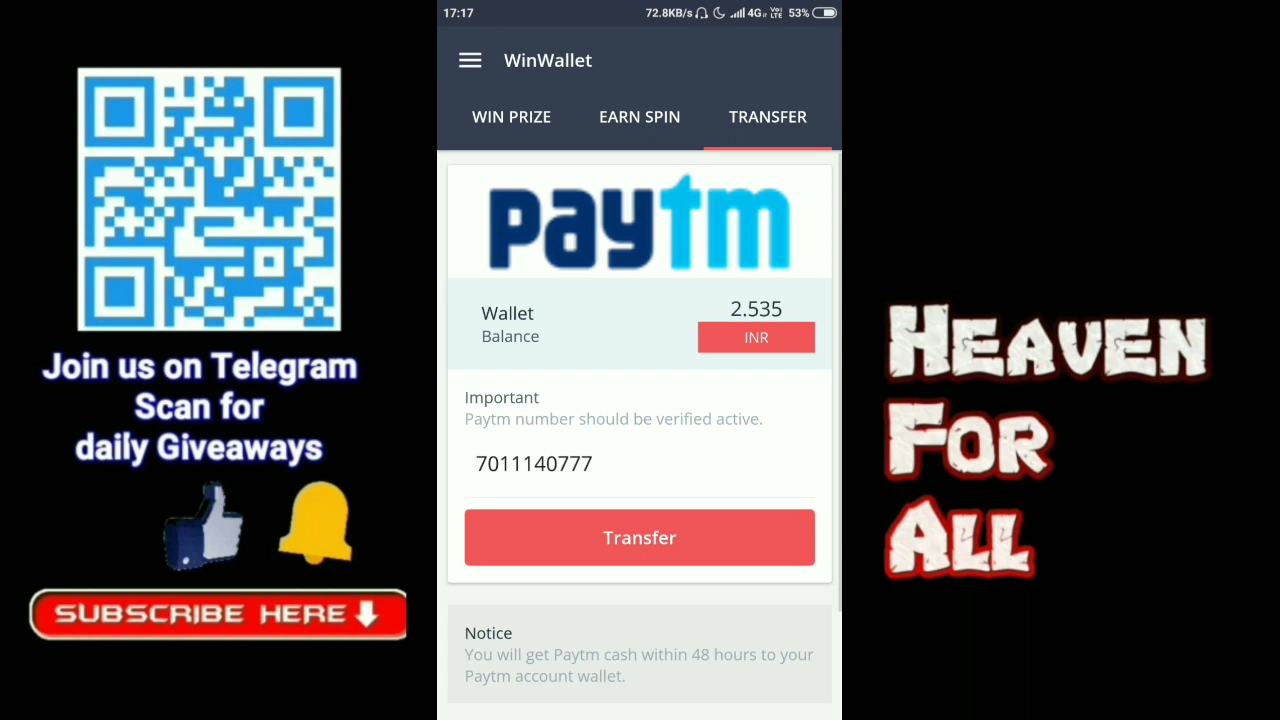 Join us on Telegram
Scan for
daily Giveaways
SUBSCRIBE HERE
17:17
72.8KB/s 4G VoLTE 53%
WinWallet
WIN PRIZE EARN SPIN TRANSFER
paytm
Wallet
Balance
2.535
INR
Important
Paytm number should be verified active.
7011140777
Transfer
Notice
You will get Paytm cash within 48 hours to your
Paytm account wallet.
HEAVEN
FOR
ALL